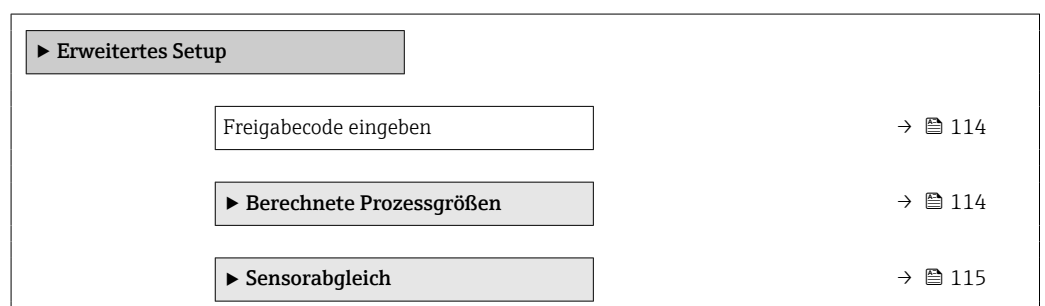 ▶ Erweitertes Setup
Freigabecode eingeben → 114
▶ Berechnete Prozessgrößen → 114
▶ Sensorabgleich → 115